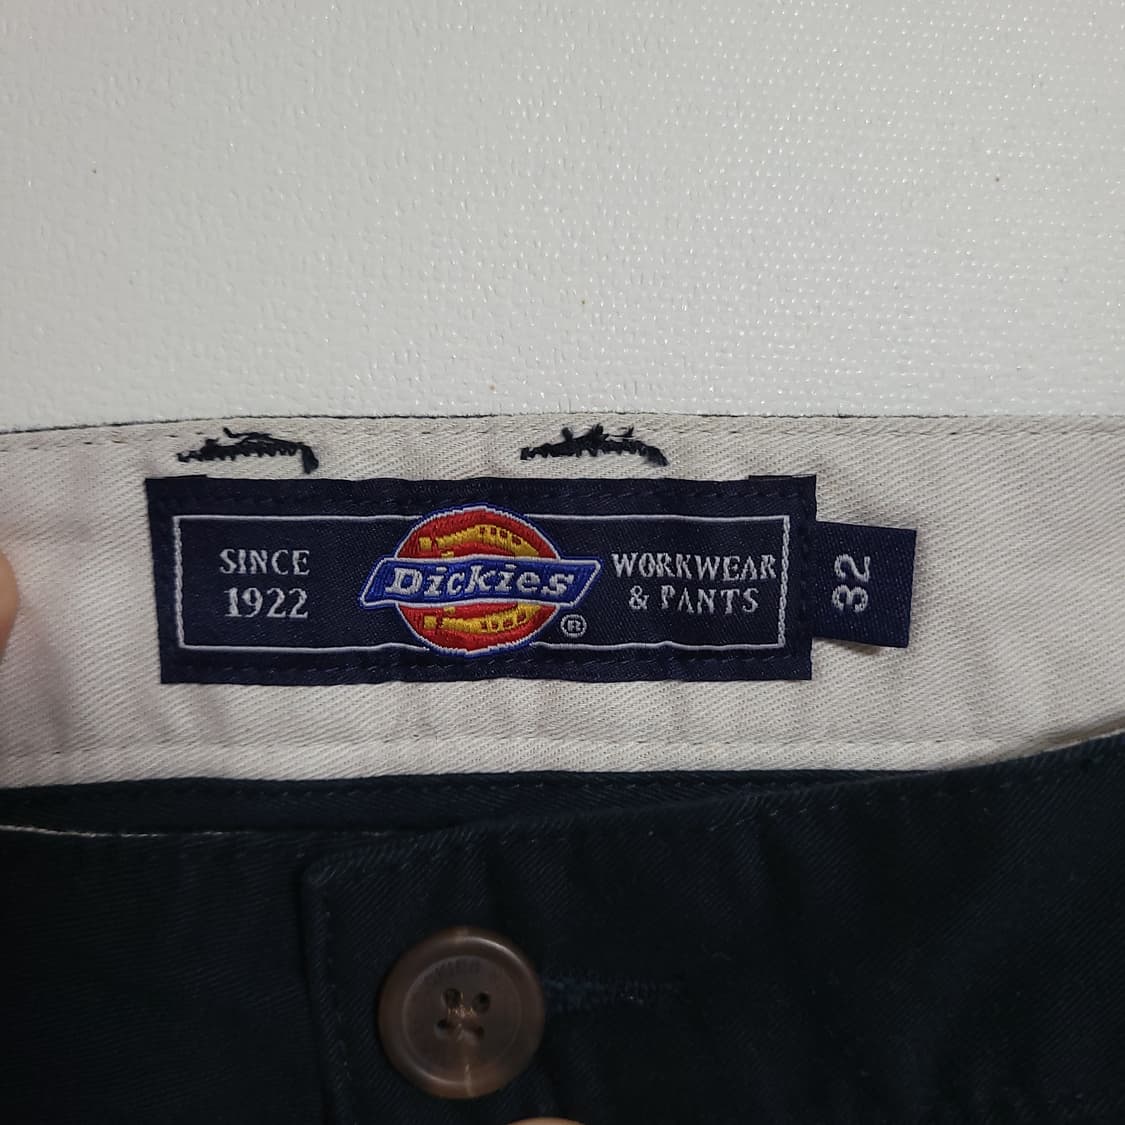 SINCE
1922
Dickies
®
WORKWEAR
& PANTS
32